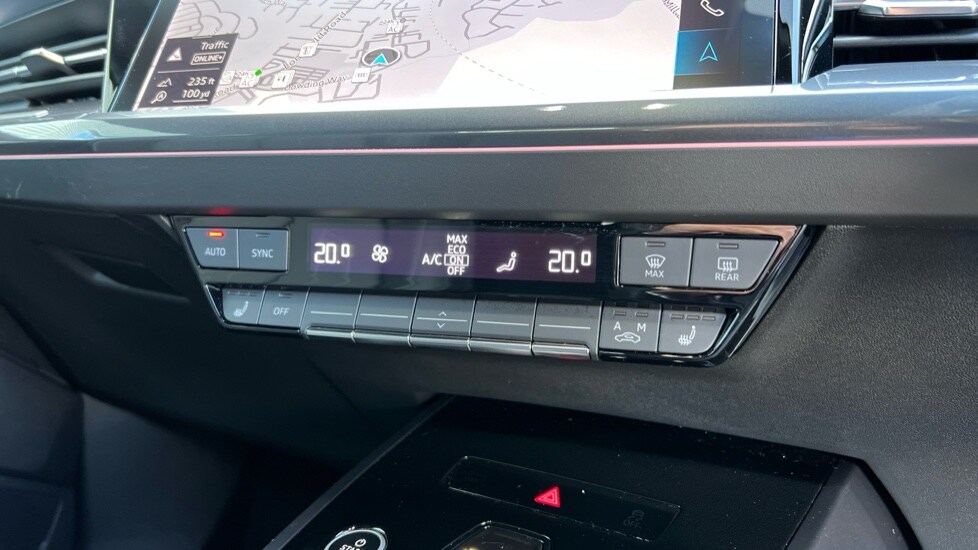 Traffic
ONLINE+
235 ft
100 yd
AUTO
SYNC
20.0
A/C
MAX
ECO
ON
OFF
20.0
MAX
REAR
OFF
A M